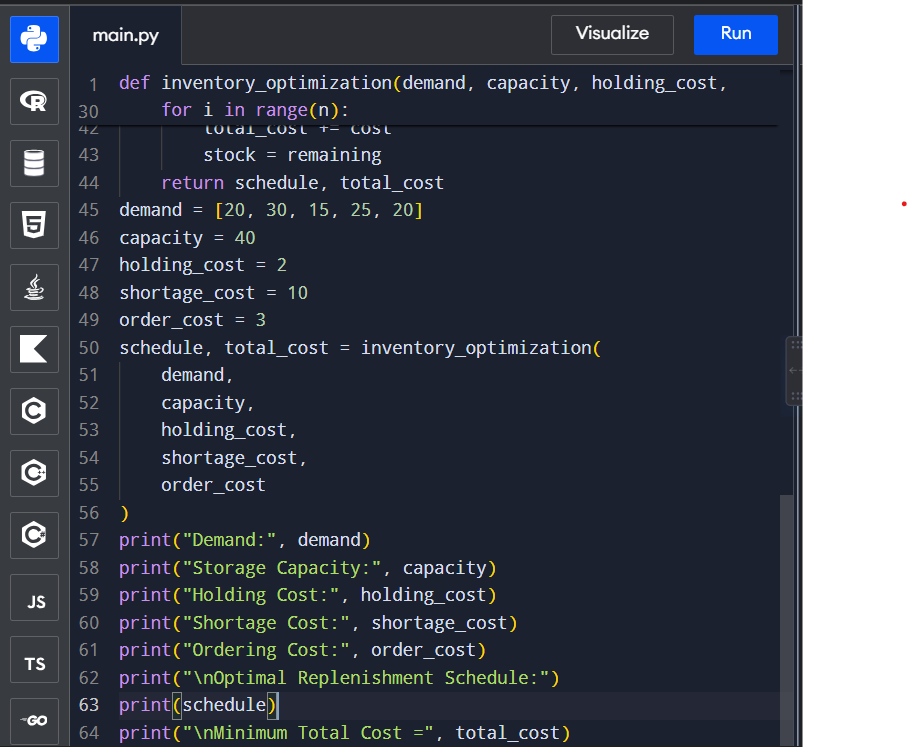 main.py
Visualize
Run
1 def inventory_optimization(demand, capacity, holding_cost,
30     for i in range(n):
42         total_cost += cost
43         stock = remaining
44     return schedule, total_cost
45 demand = [20, 30, 15, 25, 20]
46 capacity = 40
47 holding_cost = 2
48 shortage_cost = 10
49 order_cost = 3
50 schedule, total_cost = inventory_optimization(
51     demand,
52     capacity,
53     holding_cost,
54     shortage_cost,
55     order_cost
56 )
57 print("Demand:", demand)
58 print("Storage Capacity:", capacity)
59 print("Holding Cost:", holding_cost)
60 print("Shortage Cost:", shortage_cost)
61 print("Ordering Cost:", order_cost)
62 print("\nOptimal Replenishment Schedule:")
63 print(schedule)
64 print("\nMinimum Total Cost =", total_cost)
R
5
C
C++
C#
JS
TS
GO